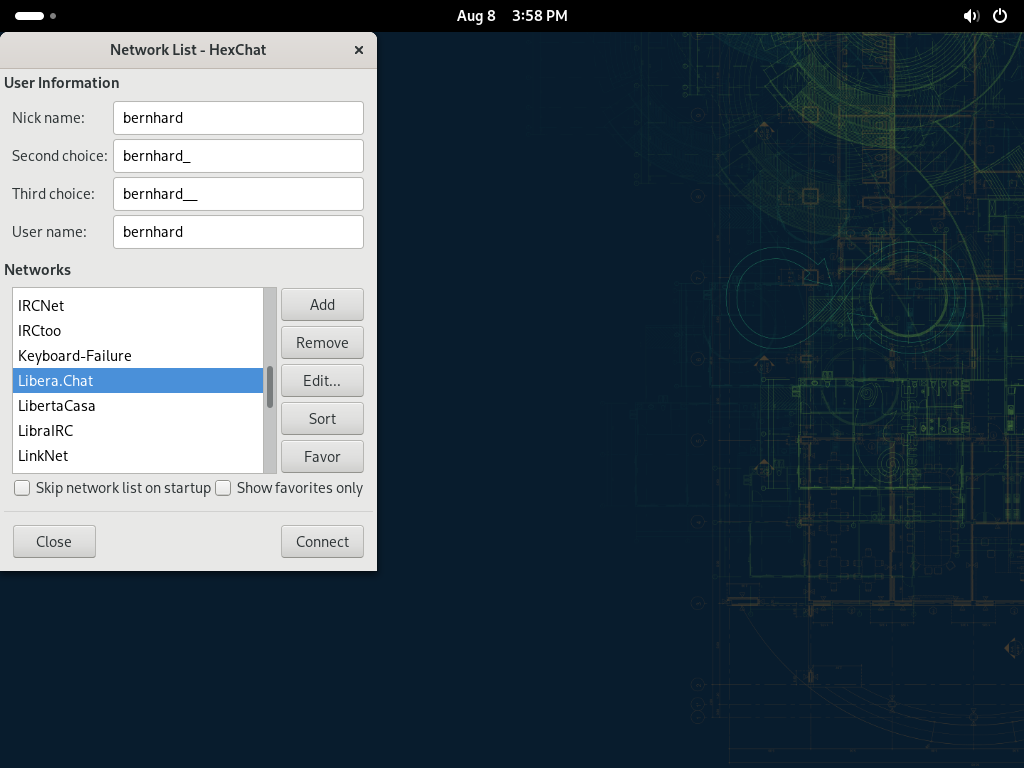 Aug 8 3:58 PM
Network List - HexChat
User Information
Nick name: bernhard
Second choice: bernhard_
Third choice: bernhard__
User name: bernhard
Networks
IRCNet
IRCtoo
Keyboard-Failure
Libera.Chat
LibertaCasa
LibraIRC
LinkNet
Add
Remove
Edit...
Sort
Favor
Skip network list on startup Show favorites only
Close Connect